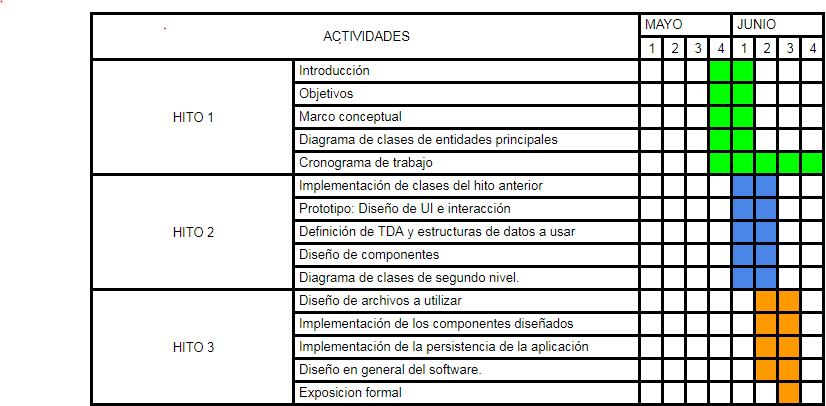 ACTIVIDADES MAYO JUNIO
1 2 3 4 1 2 3 4
HITO 1
Introducción
Objetivos
Marco conceptual
Diagrama de clases de entidades principales
Cronograma de trabajo
HITO 2
Implementación de clases del hito anterior
Prototipo: Diseño de UI e interacción
Definición de TDA y estructuras de datos a usar
Diseño de componentes
Diagrama de clases de segundo nivel.
HITO 3
Diseño de archivos a utilizar
Implementación de los componentes diseñados
Implementación de la persistencia de la aplicación
Diseño en general del software.
Exposicion formal